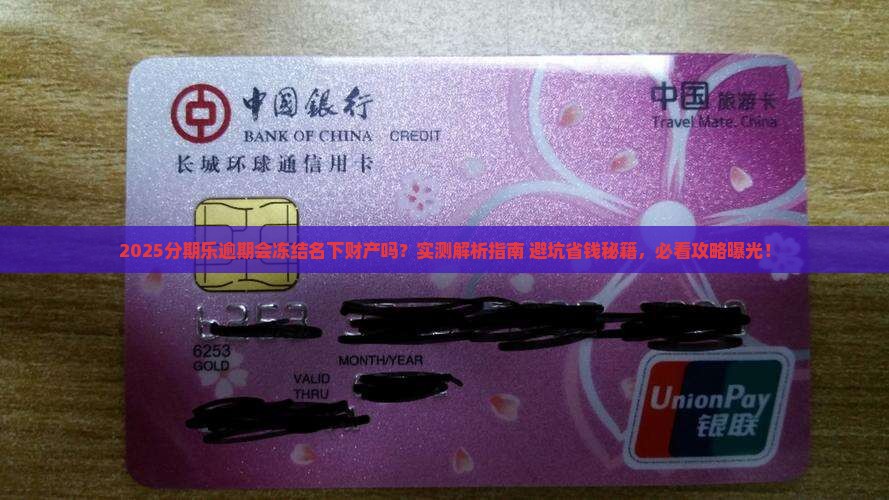 中国银行
BANK OF CHINA CREDIT
长城环球通信用卡
中国 旅游卡
Travel Mate. China
2025分期乐逾期会冻结名下财产吗？实测解析指南 避坑省钱秘籍，必看攻略曝光！
6253
6253
GOLD
MONTH/YEAR
VALID
THRU
UnionPay
银联